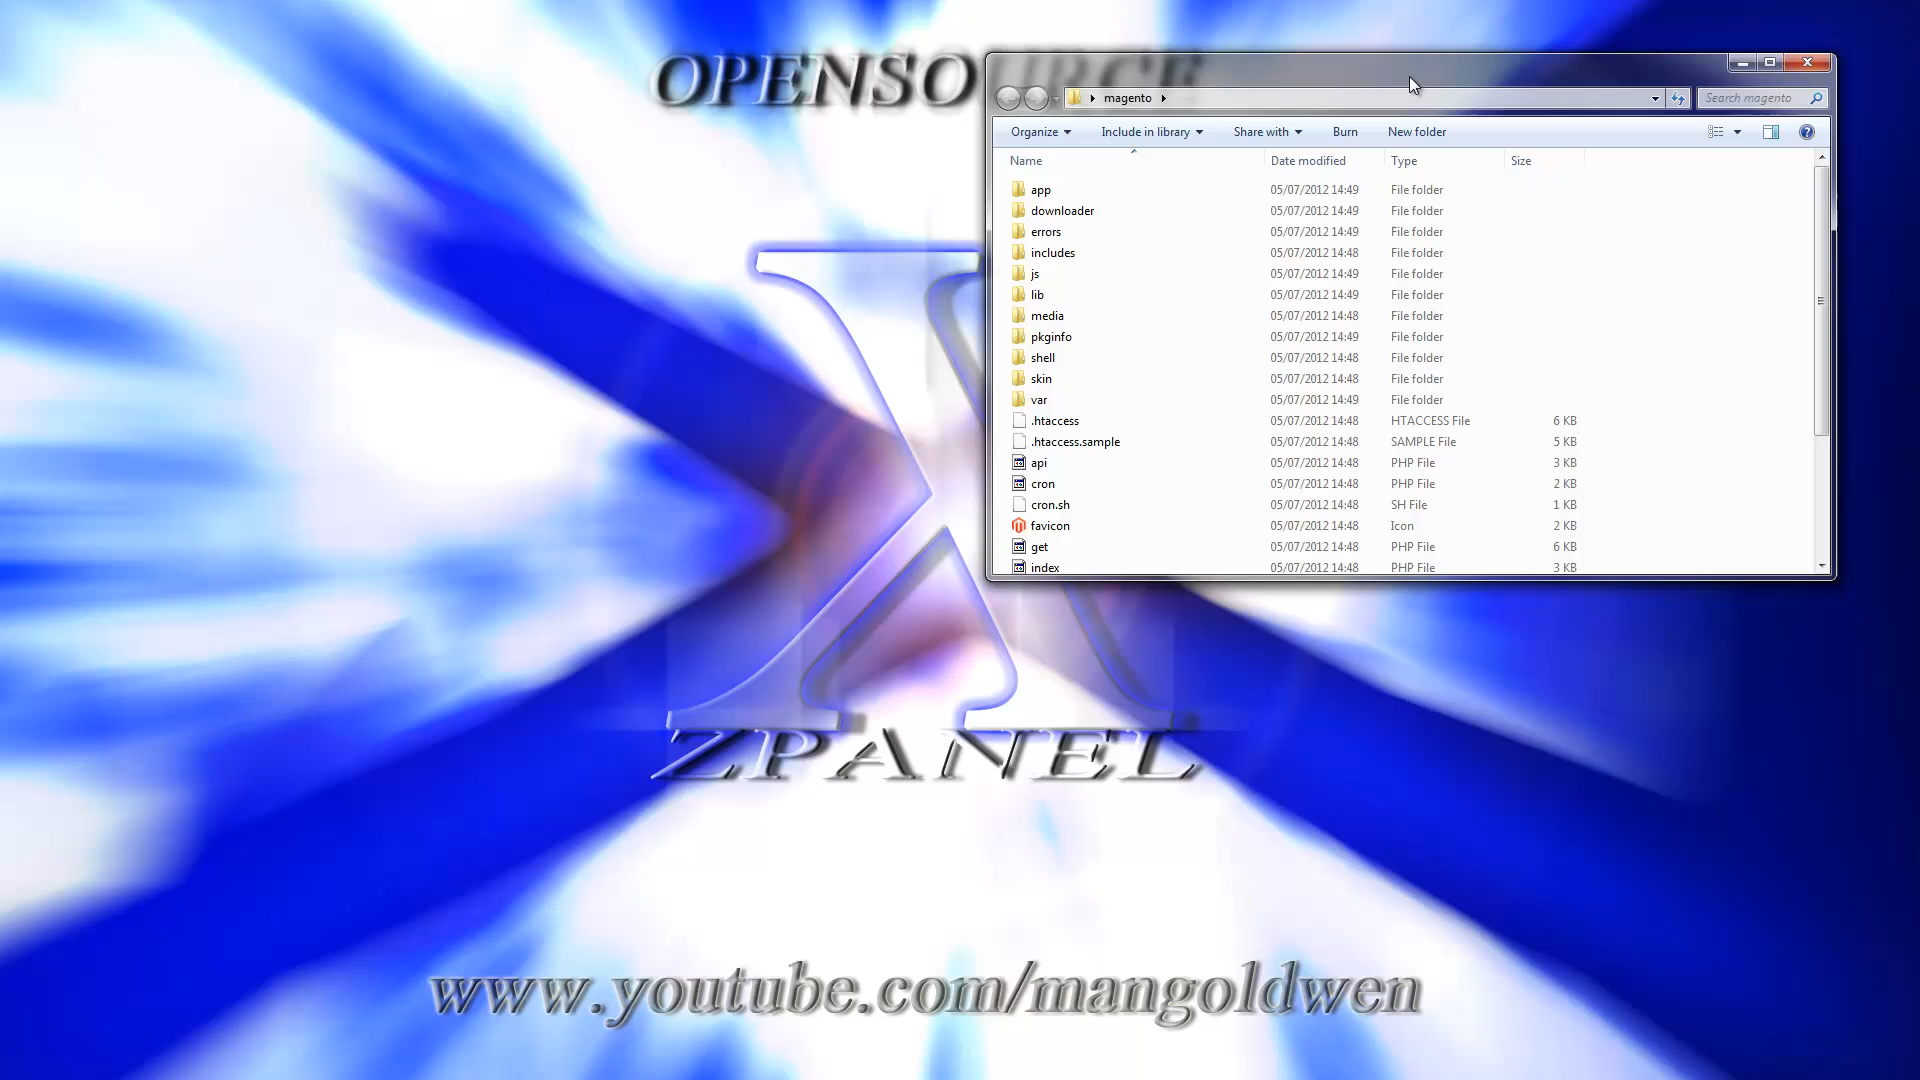 OPENSOURCE
magento
Search magento
Organize Include in library Share with Burn New folder
Name Date modified Type Size
app 05/07/2012 14:49 File folder
downloader 05/07/2012 14:49 File folder
errors 05/07/2012 14:49 File folder
includes 05/07/2012 14:48 File folder
js 05/07/2012 14:49 File folder
lib 05/07/2012 14:49 File folder
media 05/07/2012 14:48 File folder
pkginfo 05/07/2012 14:49 File folder
shell 05/07/2012 14:48 File folder
skin 05/07/2012 14:48 File folder
var 05/07/2012 14:49 File folder
.htaccess 05/07/2012 14:48 HTACCESS File 6 KB
.htaccess.sample 05/07/2012 14:48 SAMPLE File 5 KB
api 05/07/2012 14:48 PHP File 3 KB
cron 05/07/2012 14:48 PHP File 2 KB
cron.sh 05/07/2012 14:48 SH File 1 KB
favicon 05/07/2012 14:48 Icon 2 KB
get 05/07/2012 14:48 PHP File 6 KB
index 05/07/2012 14:48 PHP File 3 KB
ZPANEL
www.youtube.com/mangoldwen